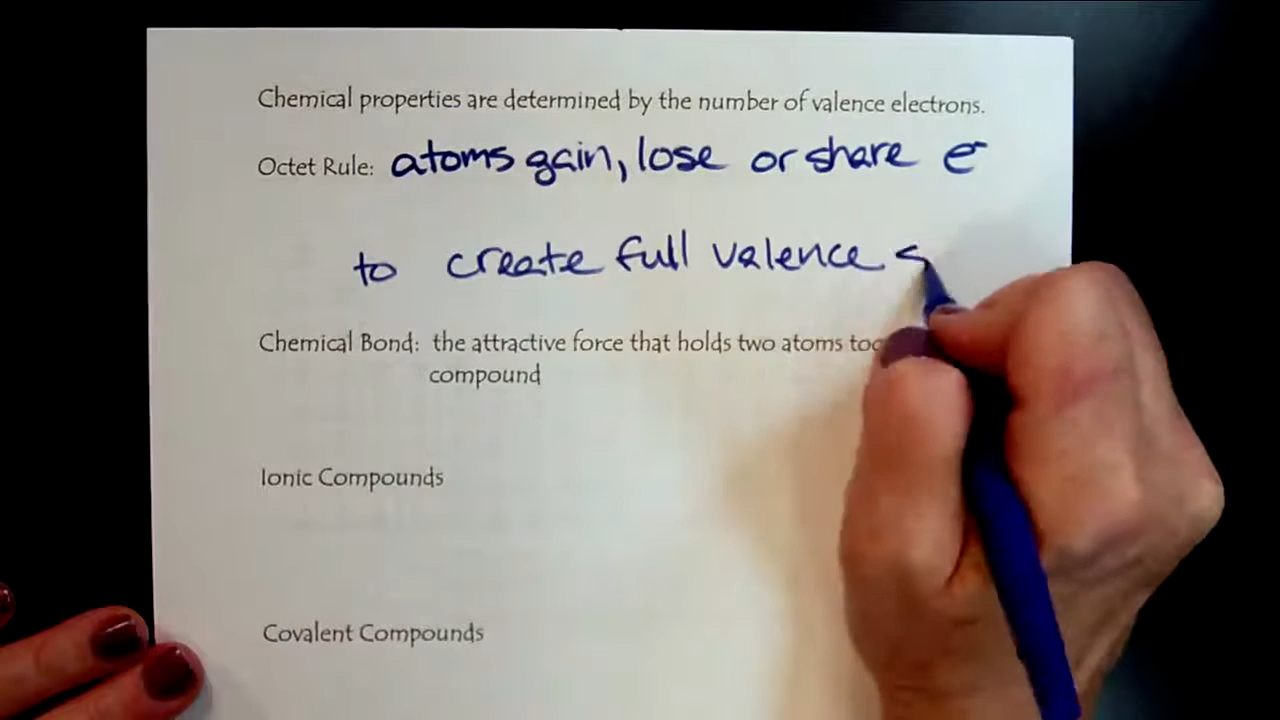 Chemical properties are determined by the number of valence electrons.
Octet Rule: atoms gain, lose or share e⁻
to create full valence
Chemical Bond: the attractive force that holds two atoms
compound
Ionic Compounds
Covalent Compounds